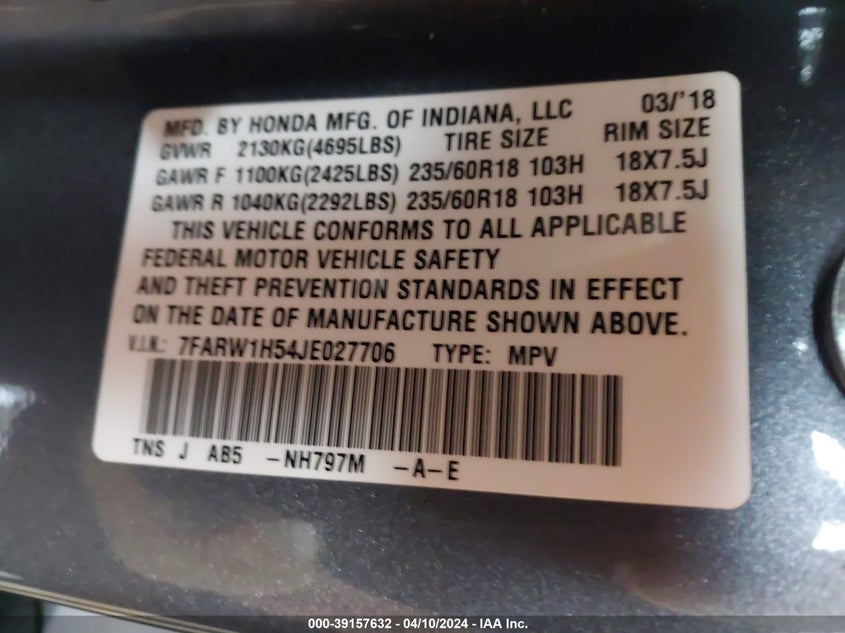 MFD. BY HONDA MFG. OF INDIANA, LLC 03/'18
GVWR 2130KG(4695LBS) TIRE SIZE RIM SIZE
GAWR F 1100KG(2425LBS) 235/60R18 103H 18X7.5J
GAWR R 1040KG(2292LBS) 235/60R18 103H 18X7.5J
THIS VEHICLE CONFORMS TO ALL APPLICABLE
FEDERAL MOTOR VEHICLE SAFETY
AND THEFT PREVENTION STANDARDS IN EFFECT
ON THE DATE OF MANUFACTURE SHOWN ABOVE.
V.I.N.: 7FARW1H54JE027706 TYPE: MPV
TNS J AB5 -NH797M -A-E
000-39157632 - 04/10/2024 - IAA Inc.